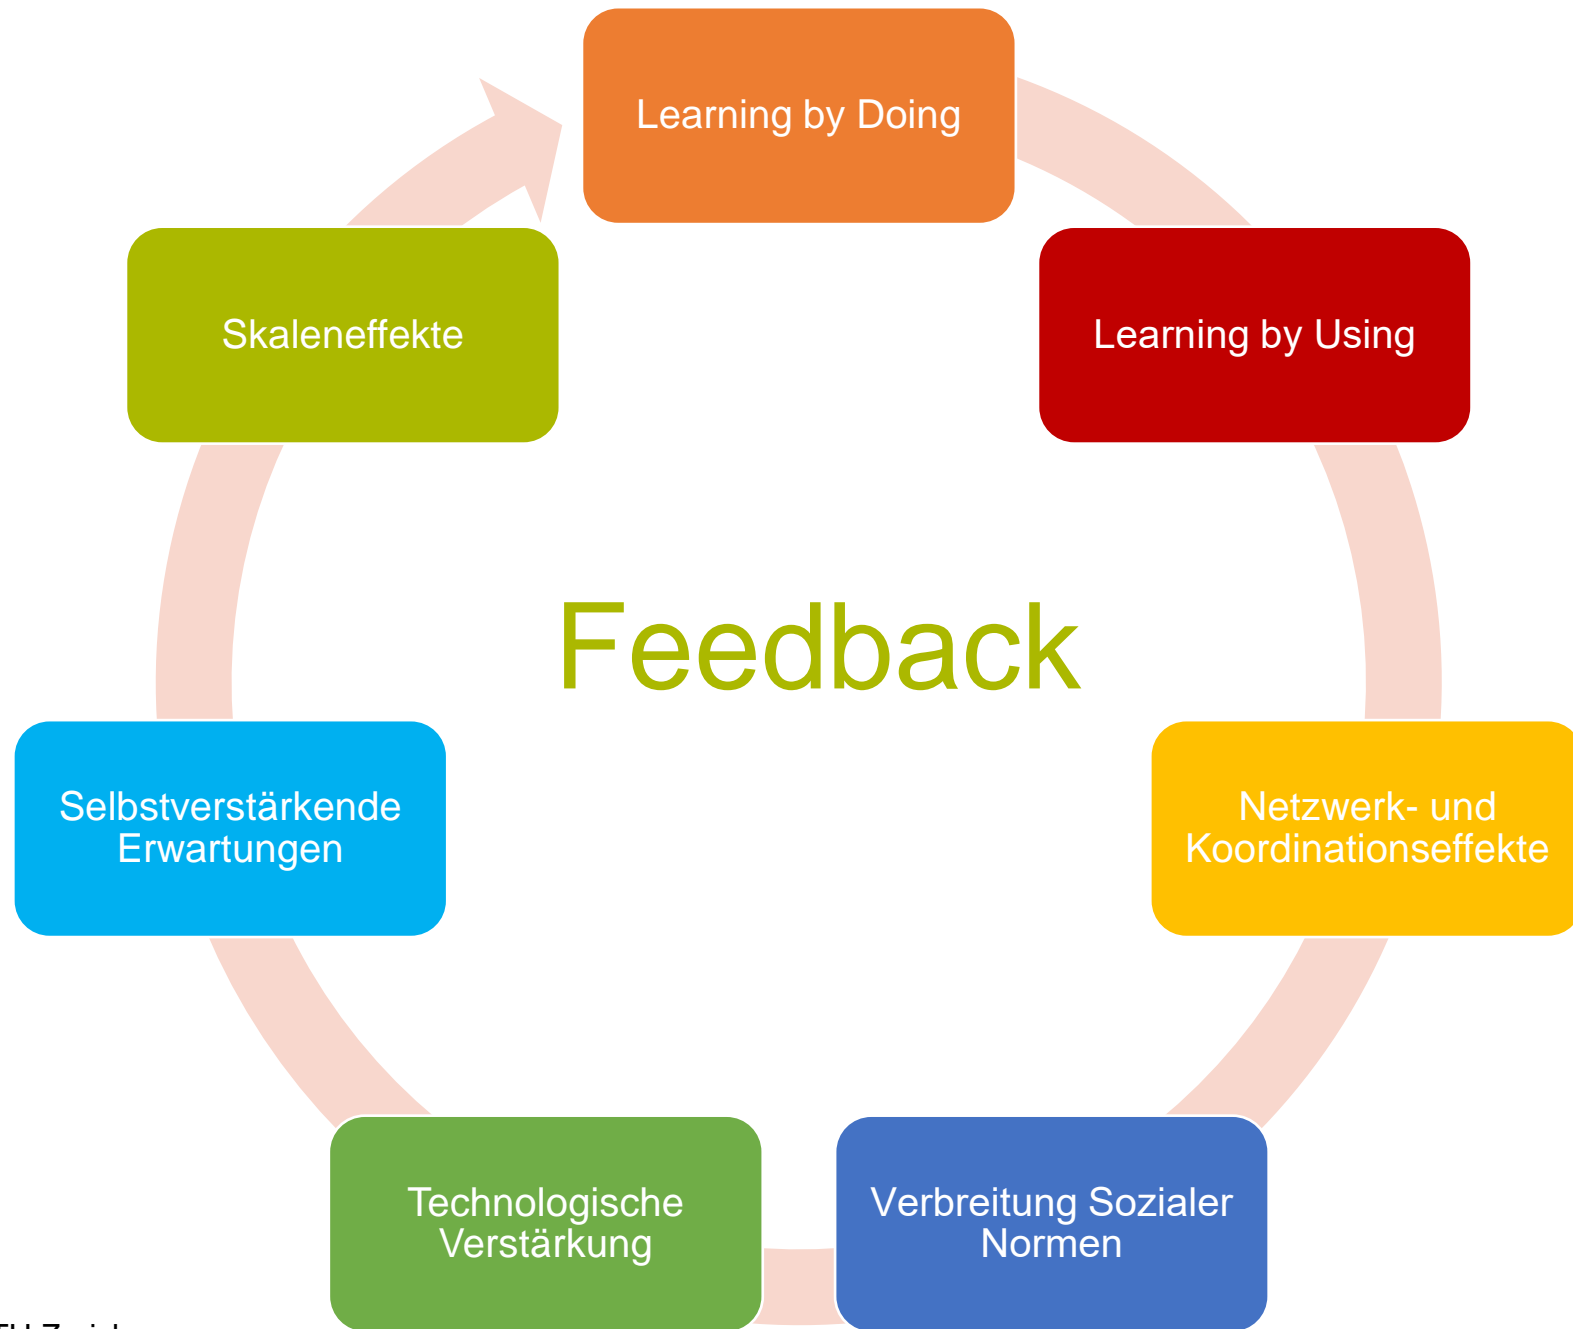 Learning by Doing
Learning by Using
Netzwerk- und
Koordinationseffekte
Verbreitung Sozialer
Normen
Technologische
Verstärkung
Selbstverstärkende
Erwartungen
Skaleneffekte
Feedback